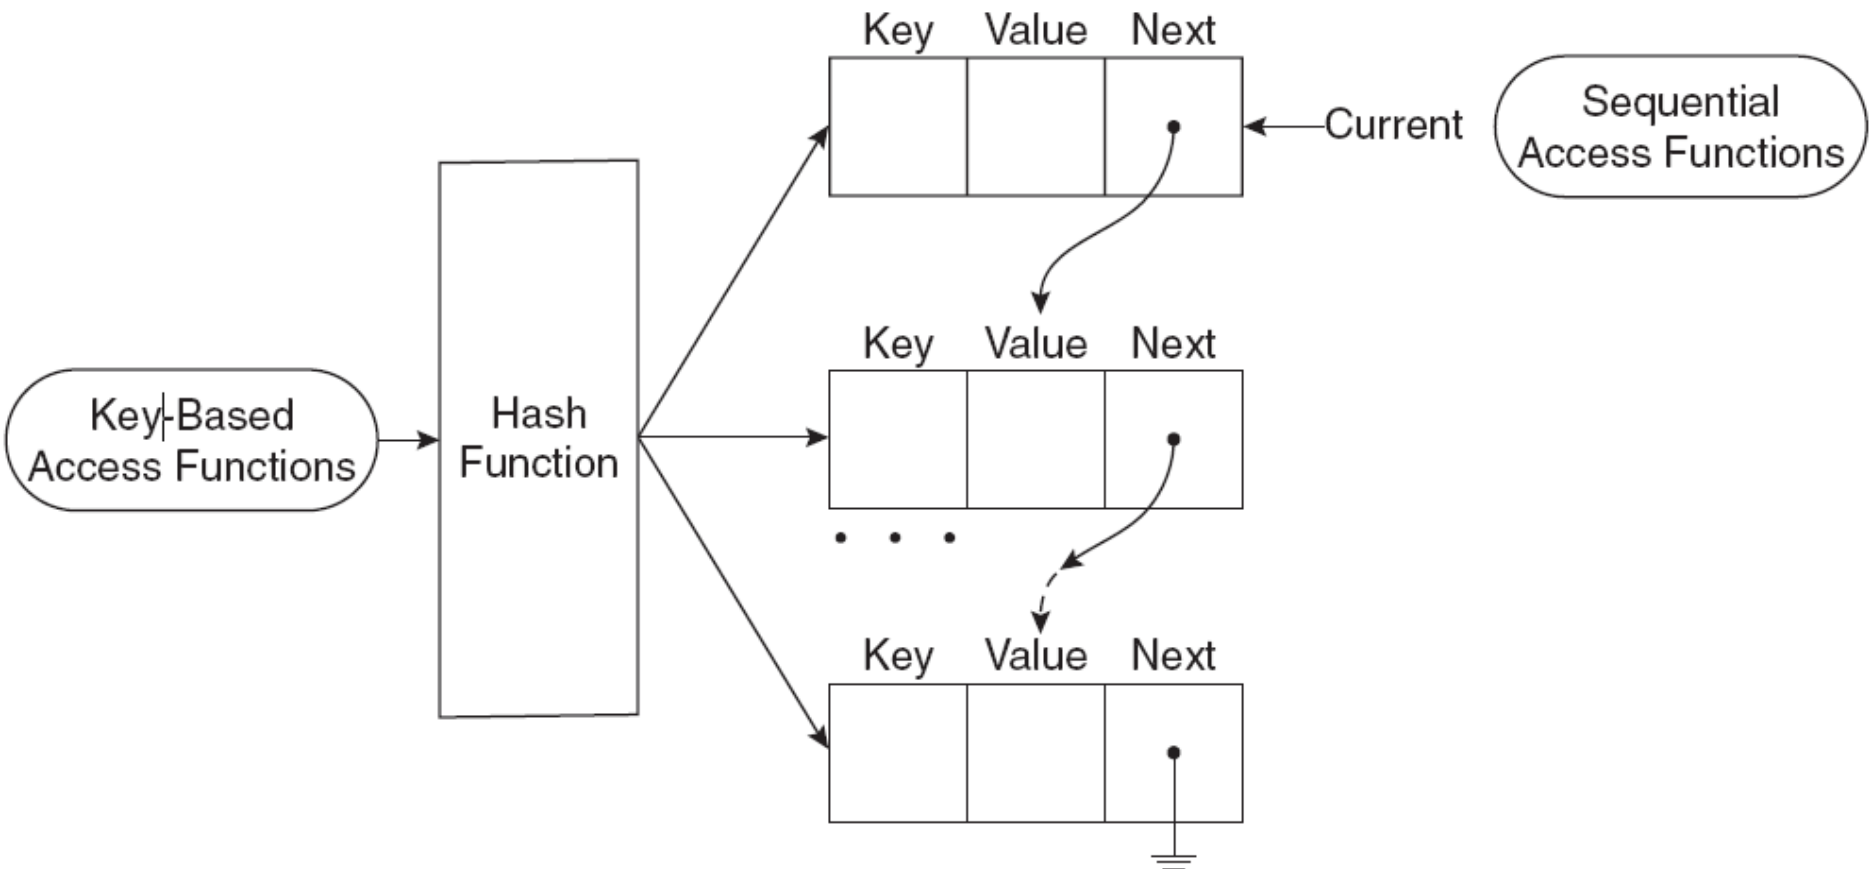 Key Value Next
Current
Sequential
Access Functions
Key-Based
Access Functions
Hash
Function
Key Value Next
Key Value Next